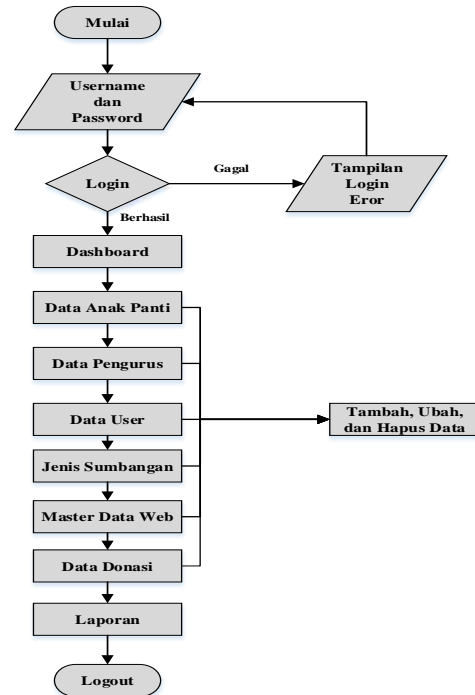 Mulai
Username
dan
Password
Login
Gagal
Tampilan
Login
Eror
Berhasil
Dashboard
Data Anak Panti
Data Pengurus
Data User
Tambah, Ubah,
dan Hapus Data
Jenis Sumbangan
Master Data Web
Data Donasi
Laporan
Logout